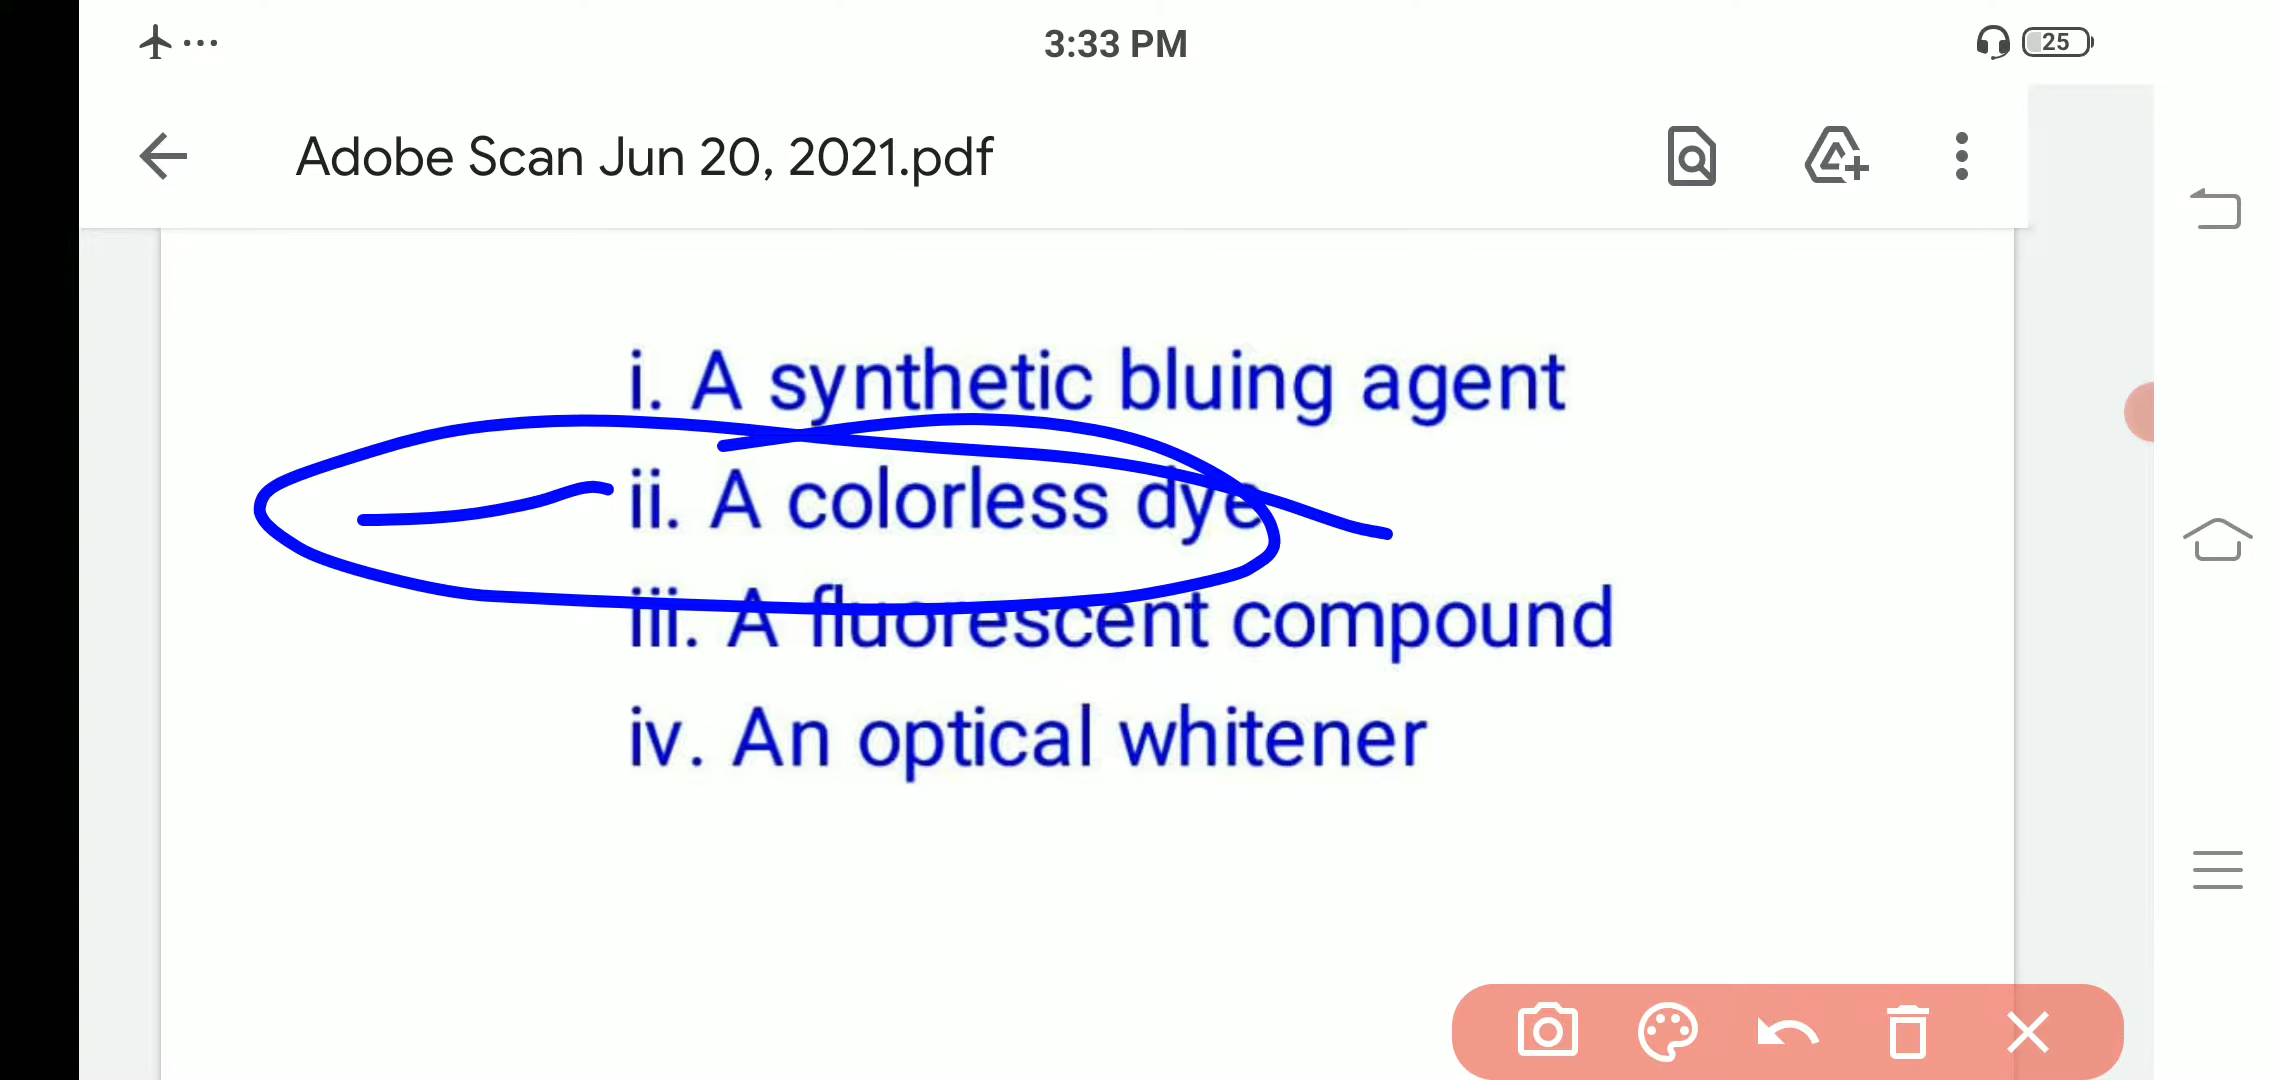 3:33 PM
25
Adobe Scan Jun 20, 2021.pdf
i. A synthetic bluing agent
ii. A colorless dye
iii. A fluorescent compound
iv. An optical whitener